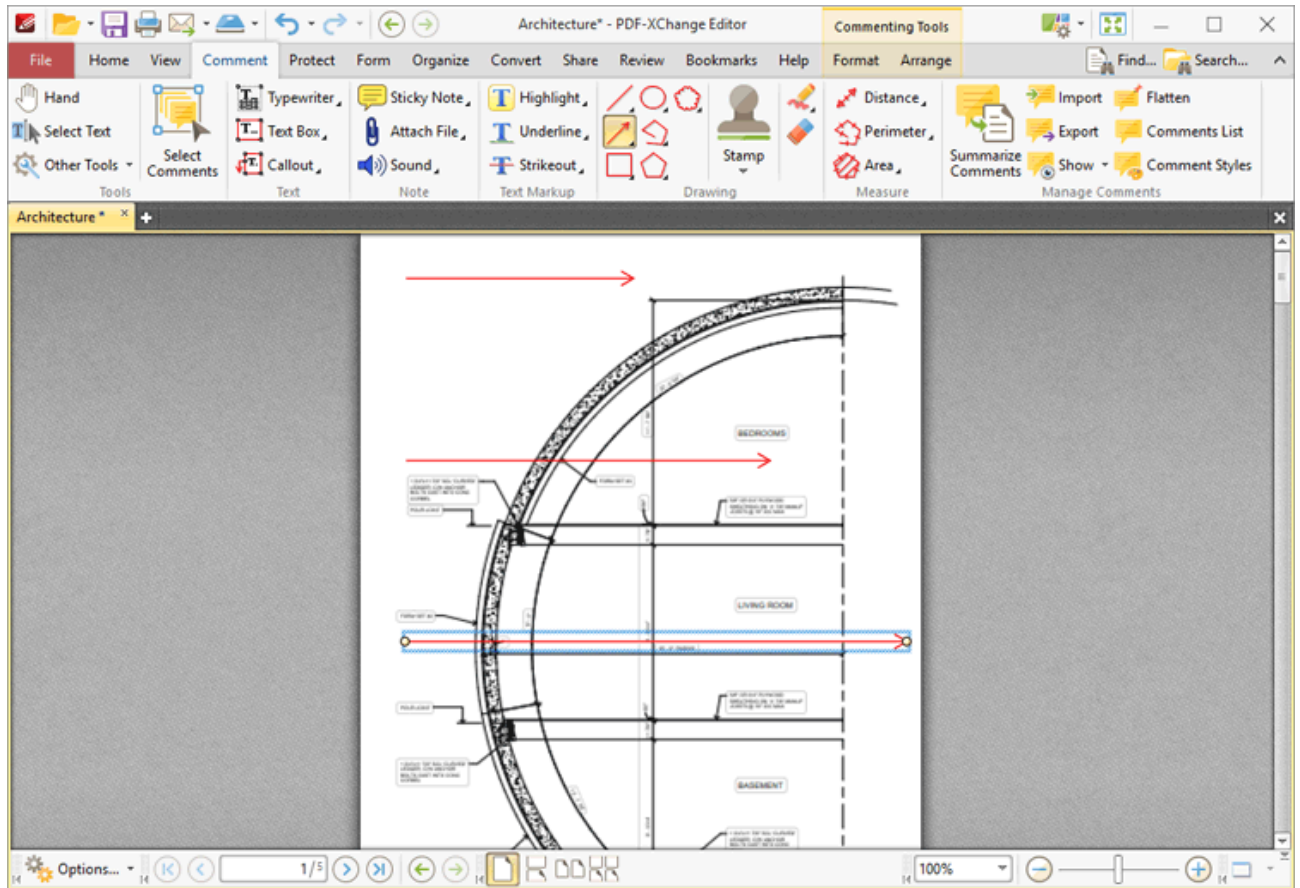 Architecture* - PDF-XChange Editor
Commenting Tools
File Home View Comment Protect Form Organize Convert Share Review Bookmarks Help Format Arrange Find... Search...
Hand Typewriter Sticky Note Highlight Distance Import Flatten
Select Text Text Box Attach File Underline Perimeter Export Comments List
Other Tools Select Comments Callout Sound Strikeout Stamp Area Summarize Comments Show Comment Styles
Tools Text Note Text Markup Drawing Measure Manage Comments
Architecture *
BEDROOMS
LIVING ROOM
BASEMENT
Options... 1/5 100%